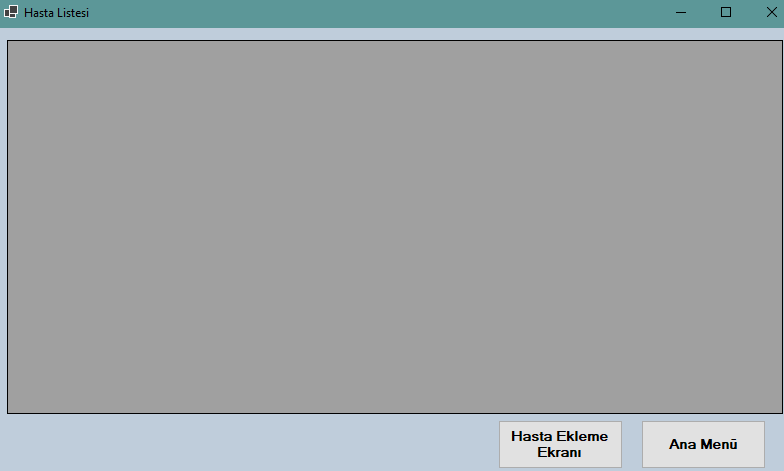 Hasta Listesi
Hasta Ekleme
Ekranı
Ana Menü